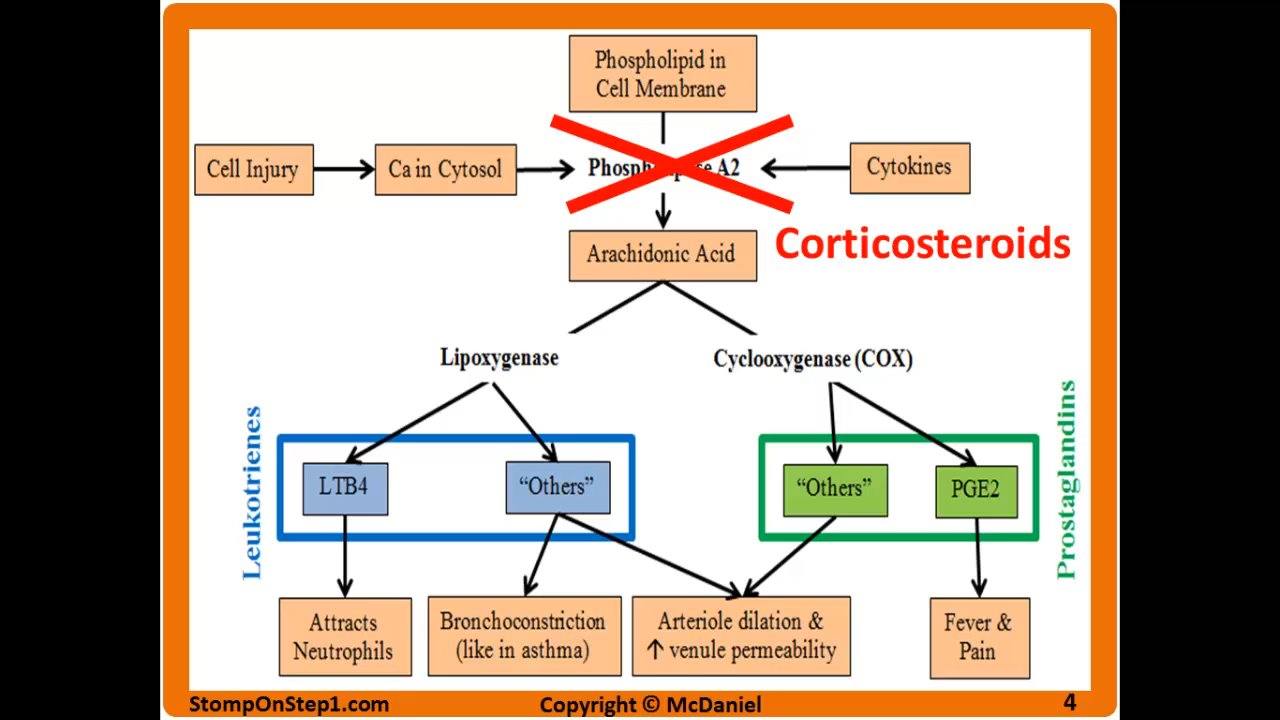 Phospholipid in
Cell Membrane
Cell Injury
Ca in Cytosol
Phospholipase A2
Cytokines
Corticosteroids
Arachidonic Acid
Lipoxygenase
Cyclooxygenase (COX)
Leukotrienes
LTB4
“Others”
“Others”
PGE2
Prostaglandins
Attracts
Neutrophils
Bronchoconstriction
(like in asthma)
Arteriole dilation &
↑ venule permeability
Fever &
Pain
StompOnStep1.com
Copyright © McDaniel
4